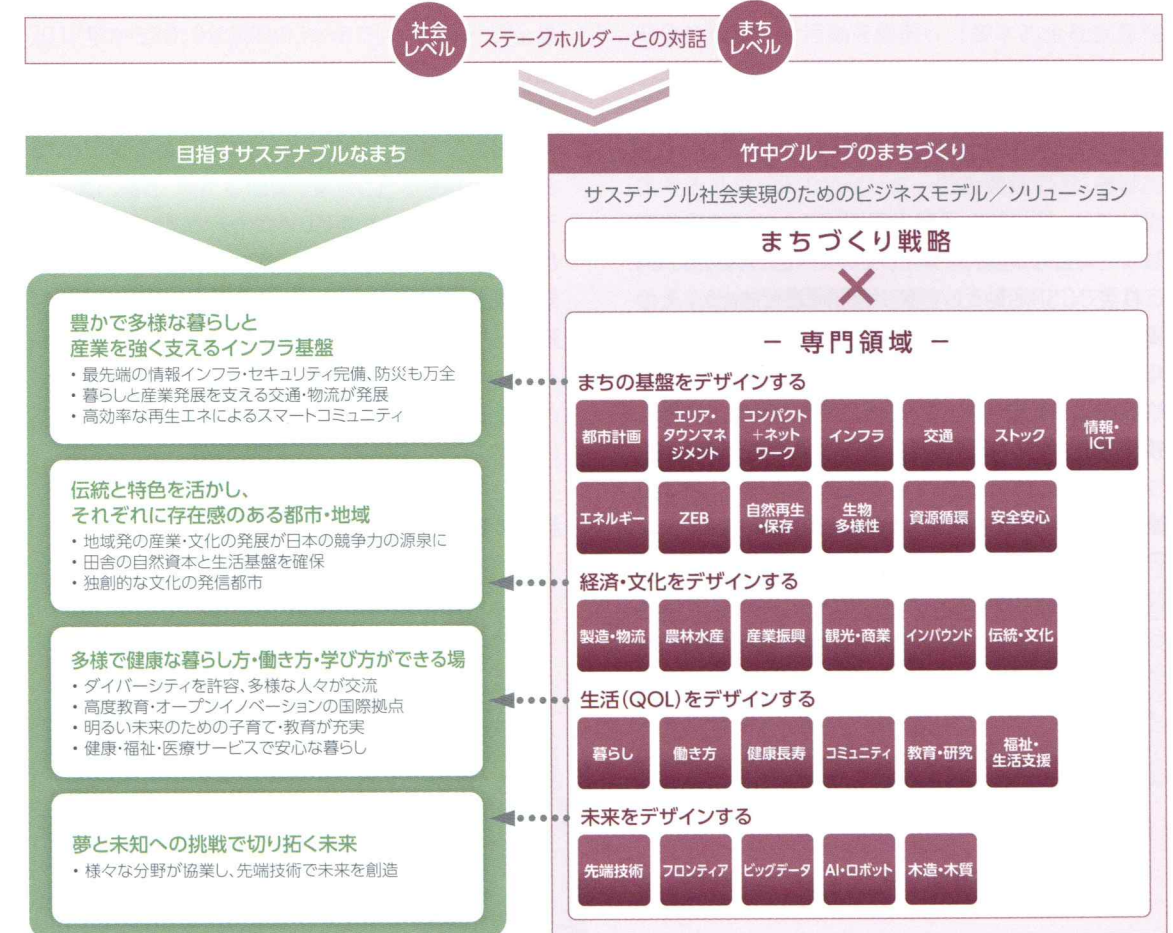 社会
レベル
ステークホルダーとの対話
まち
レベル
目指すサステナブルなまち
豊かで多様な暮らしと
産業を強く支えるインフラ基盤
・最先端の情報インフラ・セキュリティ完備、防災も万全
・暮らしと産業発展を支える交通・物流が発展
・高効率な再生エネによるスマートコミュニティ
伝統と特色を活かし、
それぞれに存在感のある都市・地域
・地域発の産業・文化の発展が日本の競争力の源泉に
・田舎の自然資本と生活基盤を確保
・独創的な文化の発信都市
多様で健康な暮らし方・働き方・学び方ができる場
・ダイバーシティを許容、多様な人々が交流
・高度教育・オープンイノベーションの国際拠点
・明るい未来のための子育て・教育が充実
・健康・福祉・医療サービスで安心な暮らし
夢と未知への挑戦で切り拓く未来
・様々な分野が協業し、先端技術で未来を創造
竹中グループのまちづくり
サステナブル社会実現のためのビジネスモデル／ソリューション
まちづくり戦略
×
－ 専門領域 －
まちの基盤をデザインする
都市計画
エリア・
タウンマネ
ジメント
コンパクト
＋ネット
ワーク
インフラ
交通
ストック
情報・
ICT
エネルギー
ZEB
自然再生
・保存
生物
多様性
資源循環
安全安心
経済・文化をデザインする
製造・物流
農林水産
産業振興
観光・商業
インバウンド
伝統・文化
生活（QOL）をデザインする
暮らし
働き方
健康長寿
コミュニティ
教育・研究
福祉・
生活支援
未来をデザインする
先端技術
フロンティア
ビッグデータ
AI・ロボット
木造・木質